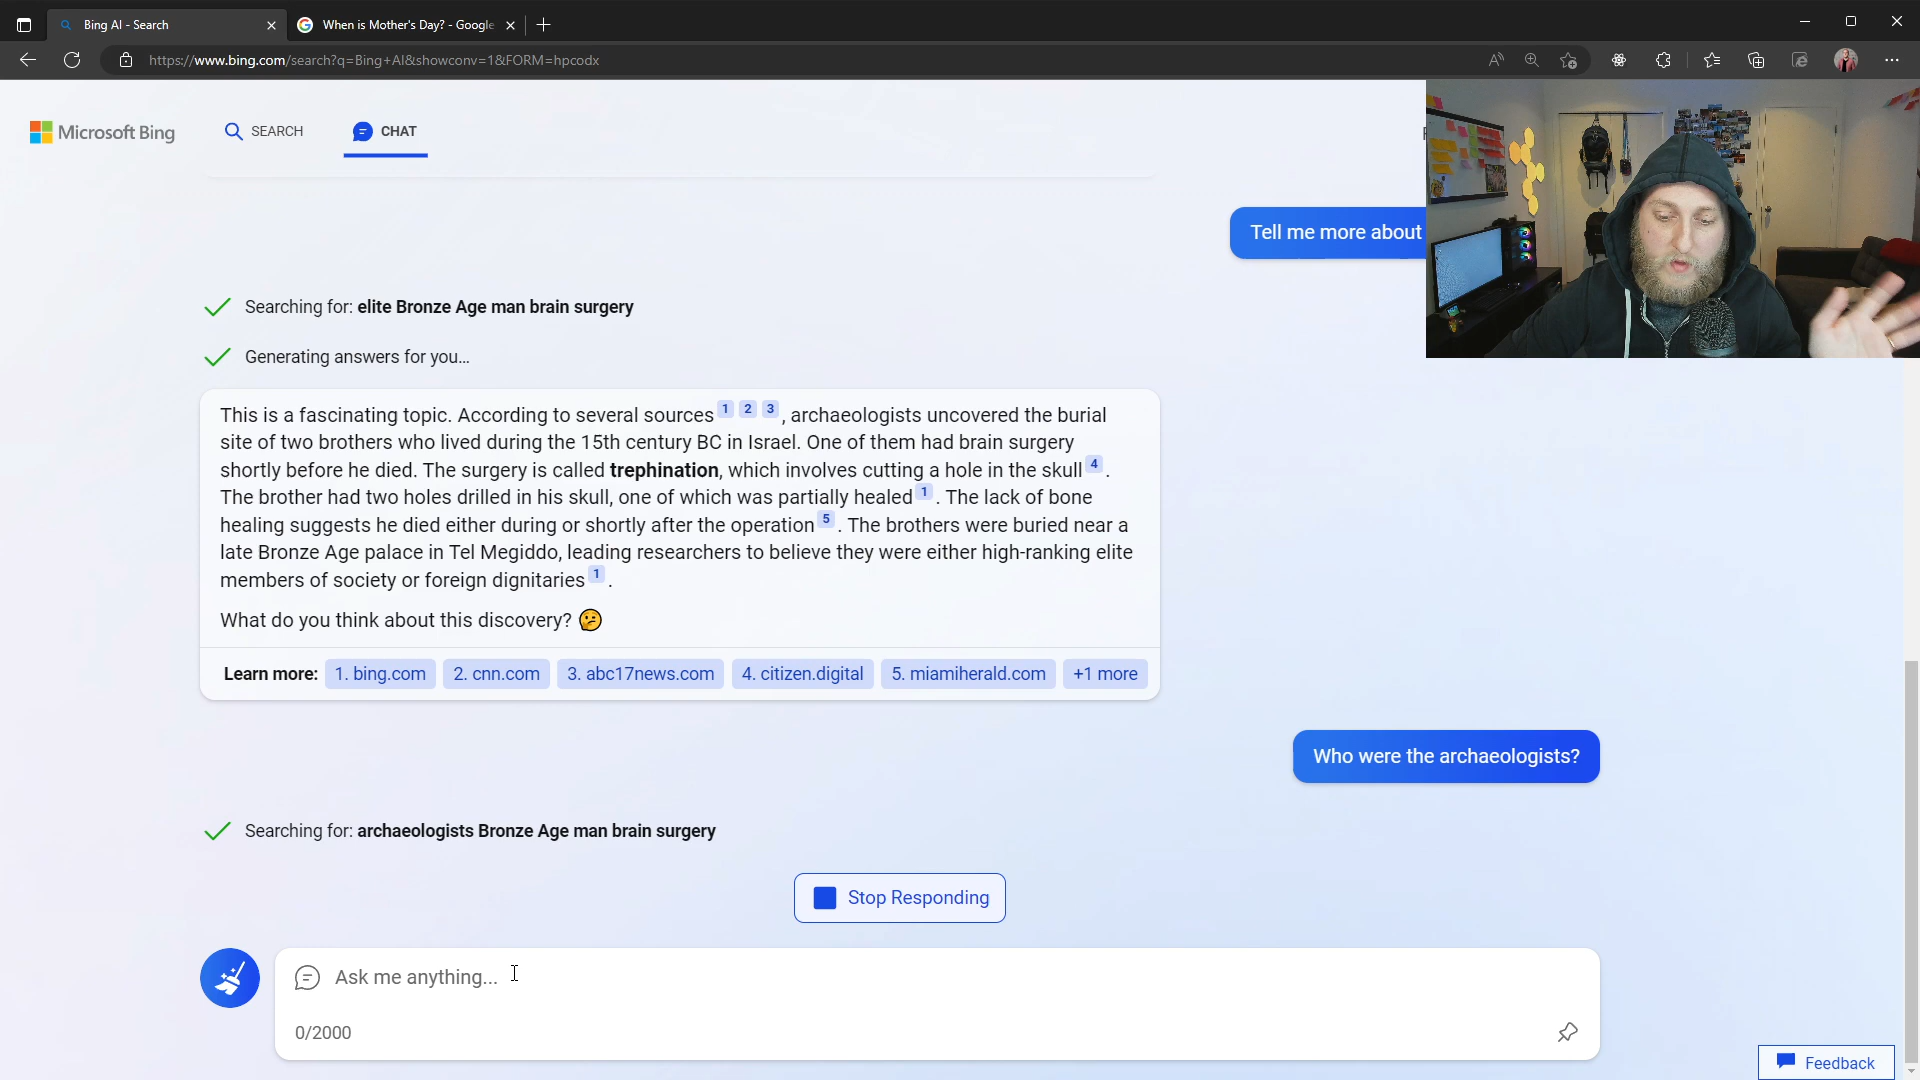 Bing AI - Search
When is Mother's Day? - Google
https://www.bing.com/search?q=Bing+AI&showconv=1&FORM=hpcodx
Microsoft Bing
SEARCH
CHAT
Tell me more about
Searching for: elite Bronze Age man brain surgery
Generating answers for you...
This is a fascinating topic. According to several sources 1 2 3 , archaeologists uncovered the burial
site of two brothers who lived during the 15th century BC in Israel. One of them had brain surgery
shortly before he died. The surgery is called trephination, which involves cutting a hole in the skull 4 .
The brother had two holes drilled in his skull, one of which was partially healed 1 . The lack of bone
healing suggests he died either during or shortly after the operation 5 . The brothers were buried near a
late Bronze Age palace in Tel Megiddo, leading researchers to believe they were either high-ranking elite
members of society or foreign dignitaries 1 .
What do you think about this discovery? 🤔
Learn more: 1. bing.com 2. cnn.com 3. abc17news.com 4. citizen.digital 5. miamiherald.com +1 more
Who were the archaeologists?
Searching for: archaeologists Bronze Age man brain surgery
Stop Responding
Ask me anything...
0/2000
Feedback